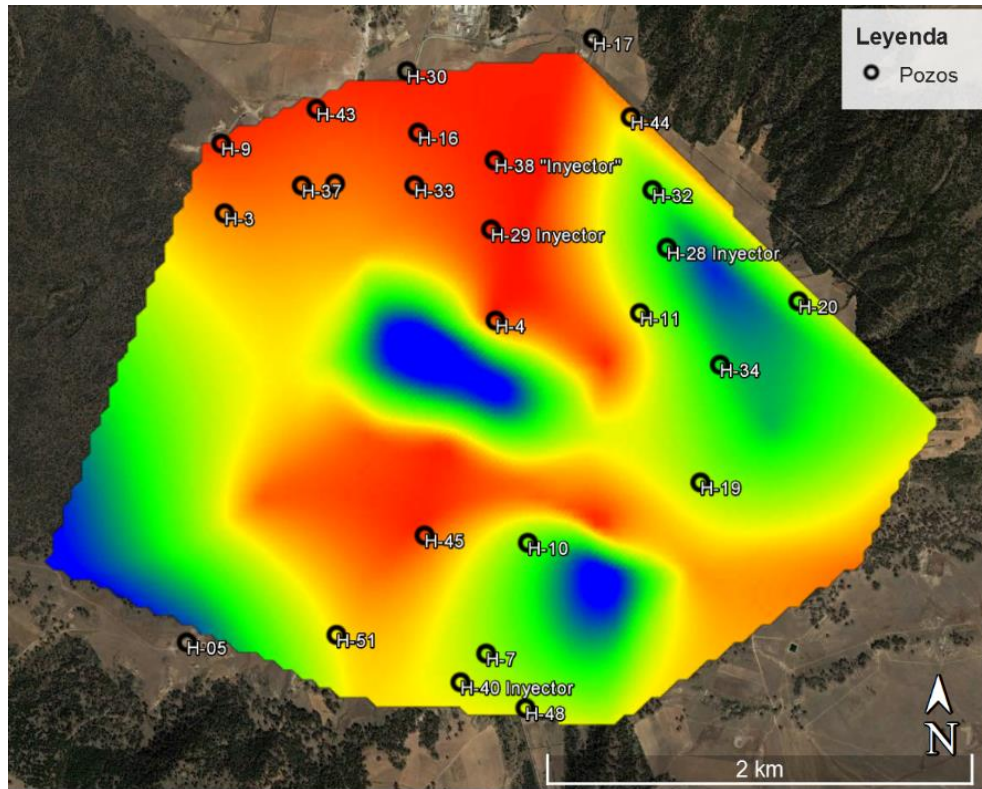 H-17
Leyenda
Pozos
H-30
H-43
H-44
H-16
H-9
H-38 "Inyector"
H-37
H-33
H-32
H-3
H-29 Inyector
H-28 Inyector
H-20
H-4
H-11
H-34
H-19
H-45
H-10
H-51
H-05
H-7
H-40 Inyector
H-48
N
2 km